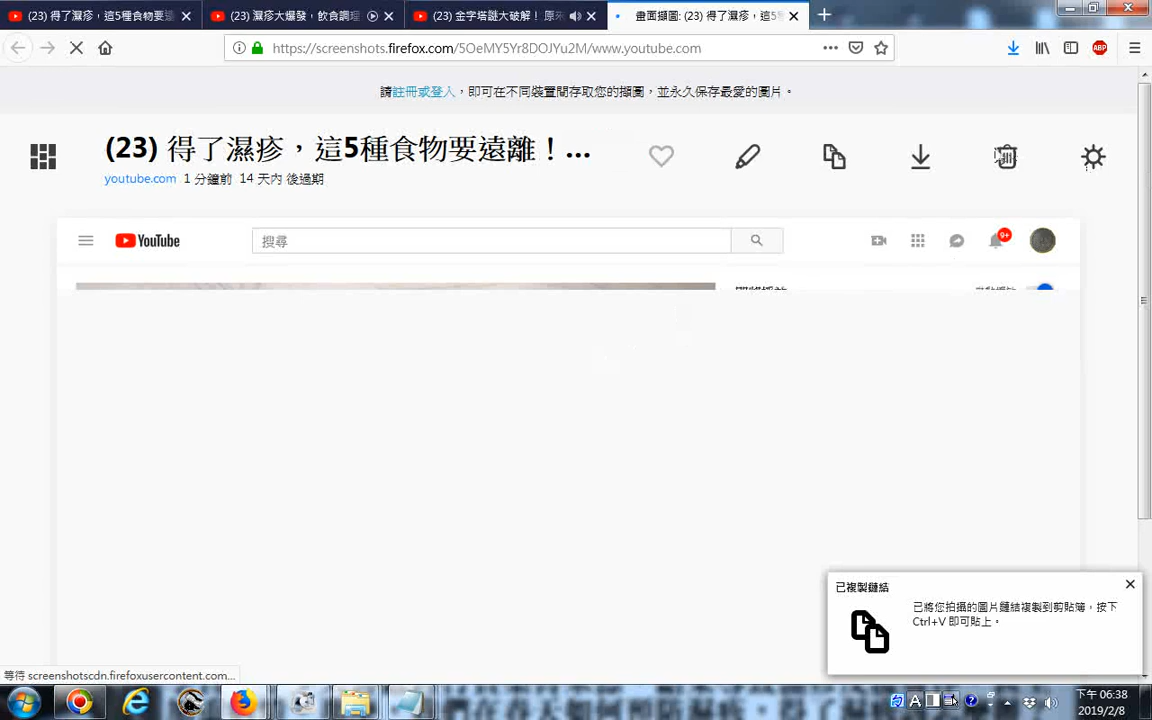 (23) 得了濕疹，這5種食物要遠
(23) 濕疹大爆發，飲食調理
(23) 金字塔謎大破解！ 原來
畫面擷圖: (23) 得了濕疹，這5種
https://screenshots.firefox.com/5OeMY5Yr8DOJYu2M/www.youtube.com
ABP
請註冊或登入，即可在不同裝置間存取您的擷圖，並永久保存最愛的圖片。
(23) 得了濕疹，這5種食物要遠離！...
youtube.com 1 分鐘前 14 天內 後過期
YouTube
搜尋
9+
已複製鏈結
已將您拍攝的圖片鏈結複製到剪貼簿，按下
Ctrl+V 即可貼上。
等待 screenshotscdn.firefoxusercontent.com...
A
下午 06:38
2019/2/8